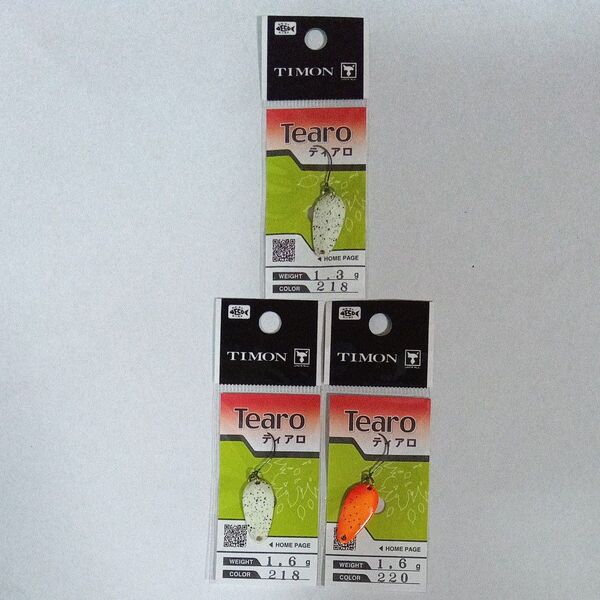 TIMON
Tearo
ティアロ
◀ HOME PAGE
WEIGHT 1.3 g
COLOR 218
TIMON
Tearo
ティアロ
◀ HOME PAGE
WEIGHT 1.6 g
COLOR 218
TIMON
Tearo
ティアロ
◀ HOME PAGE
WEIGHT 1.6 g
COLOR 220